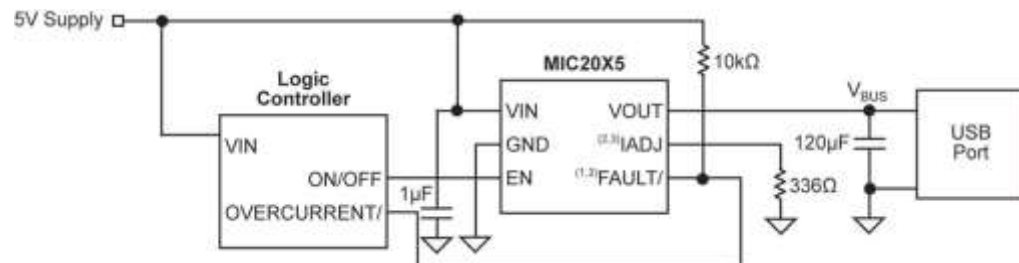 5V Supply
MIC20X5
10kΩ
Logic
Controller
VIN
ON/OFF
OVERCURRENT/
1µF
VIN
GND
EN
VOUT
(2,3)IADJ
(1,2)FAULT/
VBUS
120µF
336Ω
USB
Port